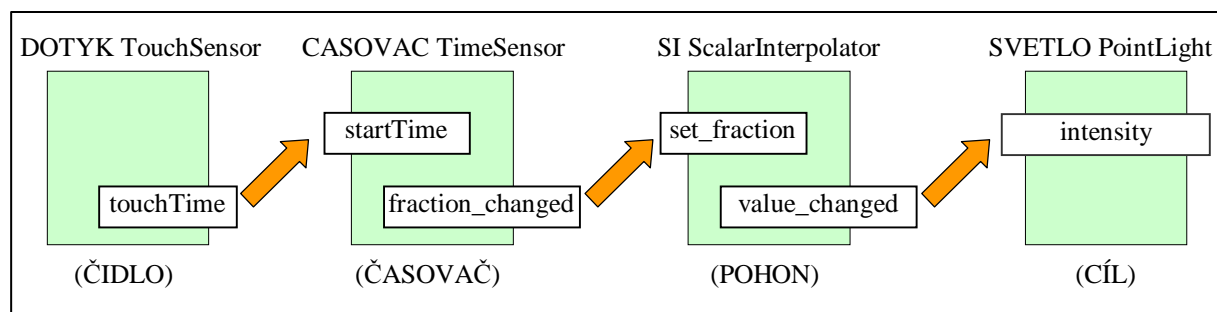 DOTYK TouchSensor
CASOVAC TimeSensor
SI ScalarInterpolator
SVETLO PointLight
startTime
set_fraction
intensity
touchTime
fraction_changed
value_changed
(ČIDLO)
(ČASOVAČ)
(POHON)
(CÍL)